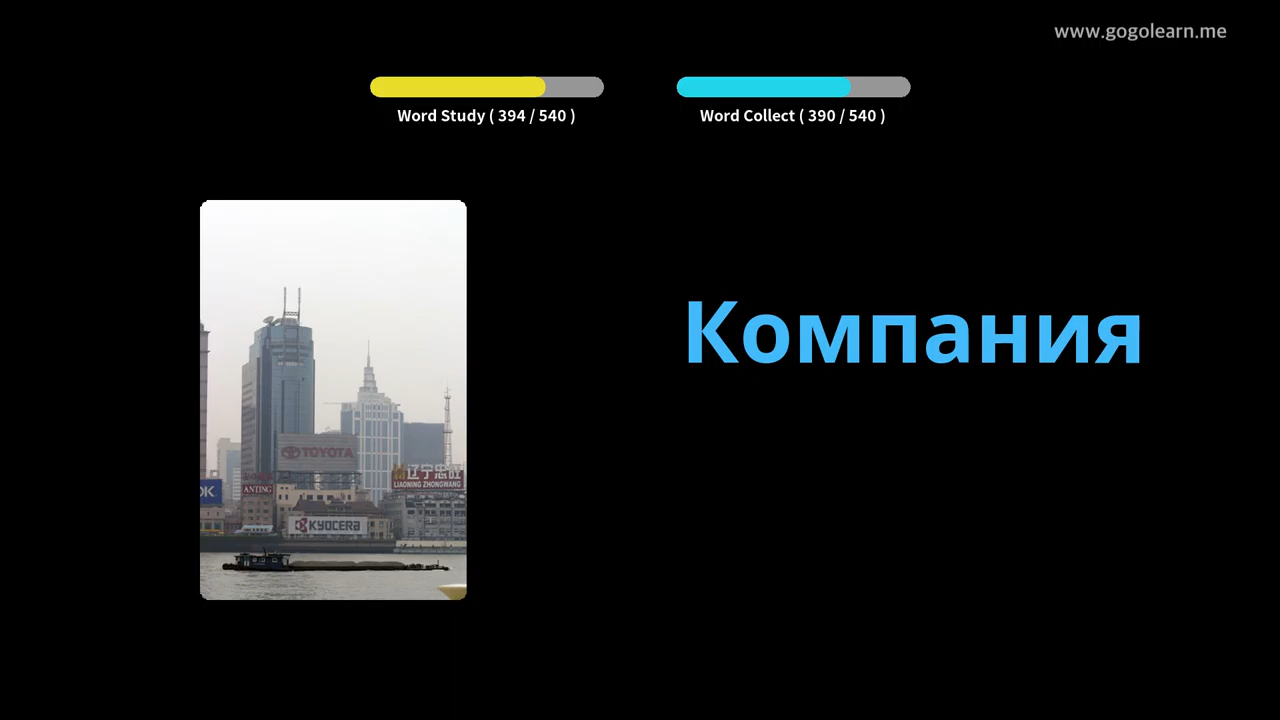 www.gogolearn.me
Word Study ( 394 / 540 )
Word Collect ( 390 / 540 )
Компания
TOYOTA
辽宁忠旺
LIAONING ZHONGWANG
OK
ANTING
KYOCERA